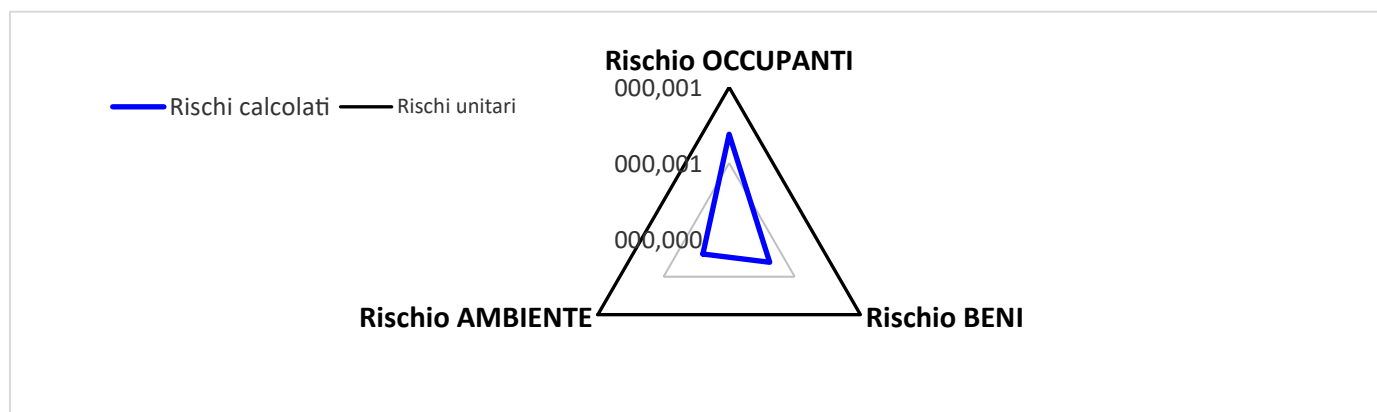 Rischio OCCUPANTI
000,001
Rischi calcolati
Rischi unitari
000,001
000,000
Rischio AMBIENTE
Rischio BENI